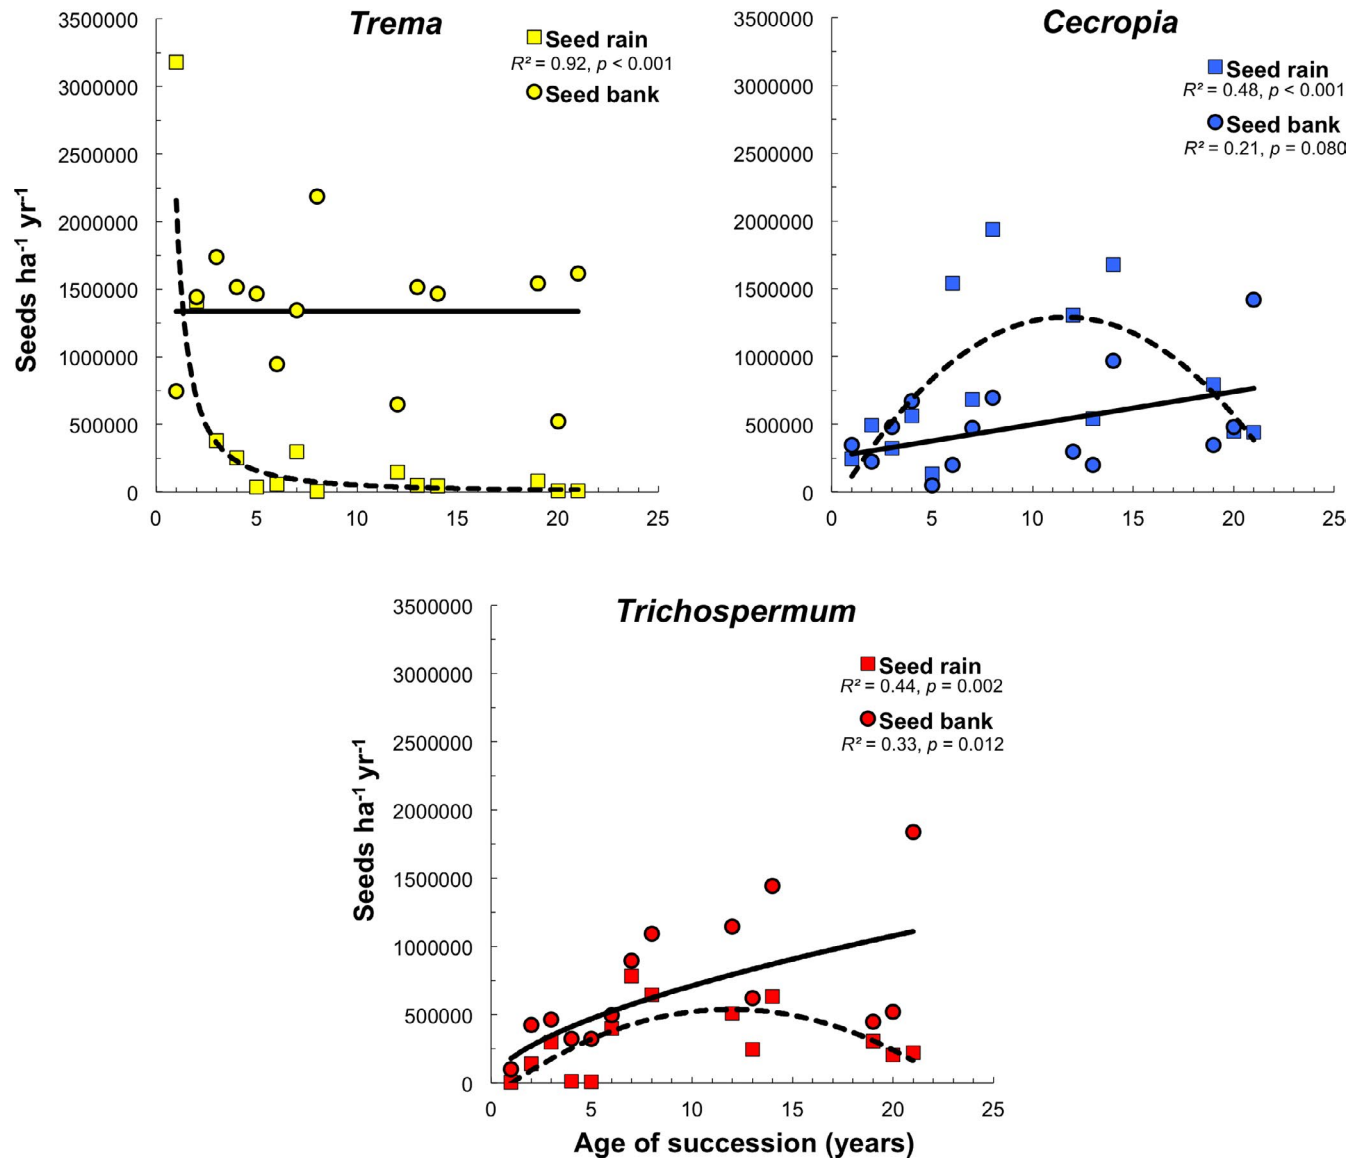 Trema
Seed rain
R² = 0.92, p < 0.001
Seed bank
3500000
3000000
2500000
2000000
1500000
1000000
500000
0
0 5 10 15 20 25
Seeds ha⁻¹ yr⁻¹
Cecropia
Seed rain
R² = 0.48, p < 0.001
Seed bank
R² = 0.21, p = 0.080
3500000
3000000
2500000
2000000
1500000
1000000
500000
0
0 5 10 15 20 25
Trichospermum
Seed rain
R² = 0.44, p = 0.002
Seed bank
R² = 0.33, p = 0.012
3500000
3000000
2500000
2000000
1500000
1000000
500000
0
0 5 10 15 20 25
Seeds ha⁻¹ yr⁻¹
Age of succession (years)